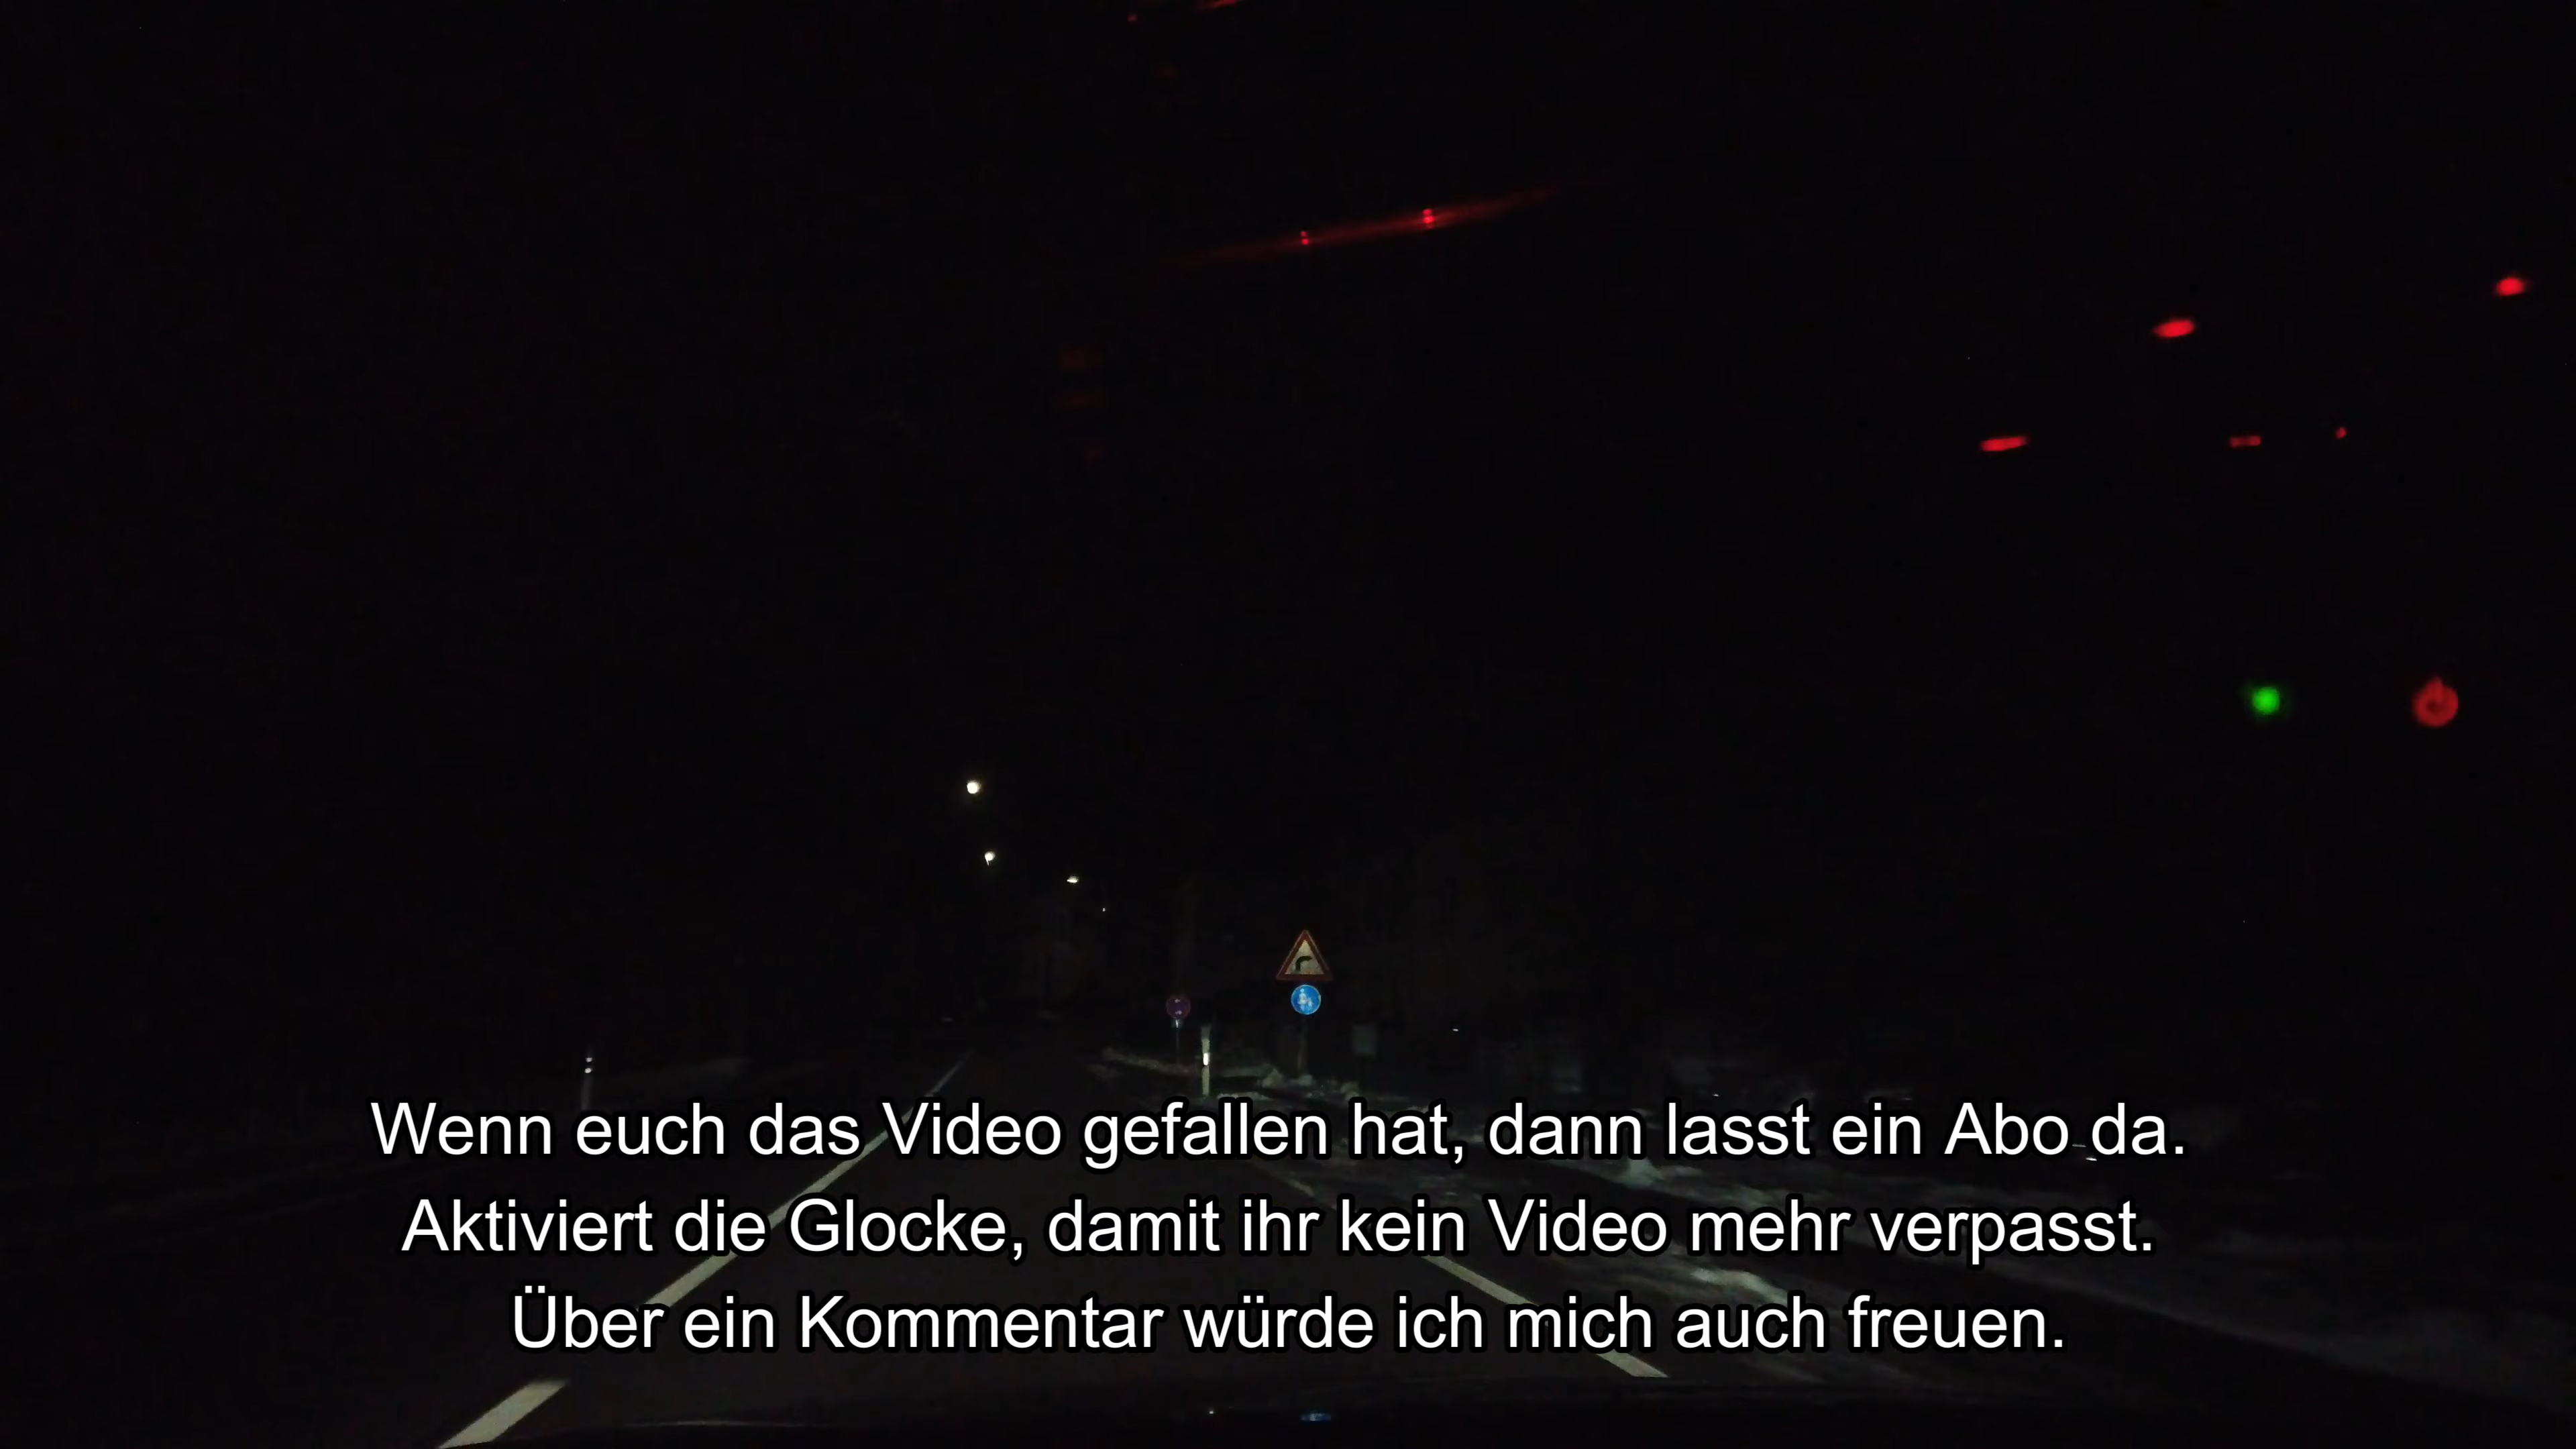 Wenn euch das Video gefallen hat, dann lasst ein Abo da.
Aktiviert die Glocke, damit ihr kein Video mehr verpasst.
Über ein Kommentar würde ich mich auch freuen.